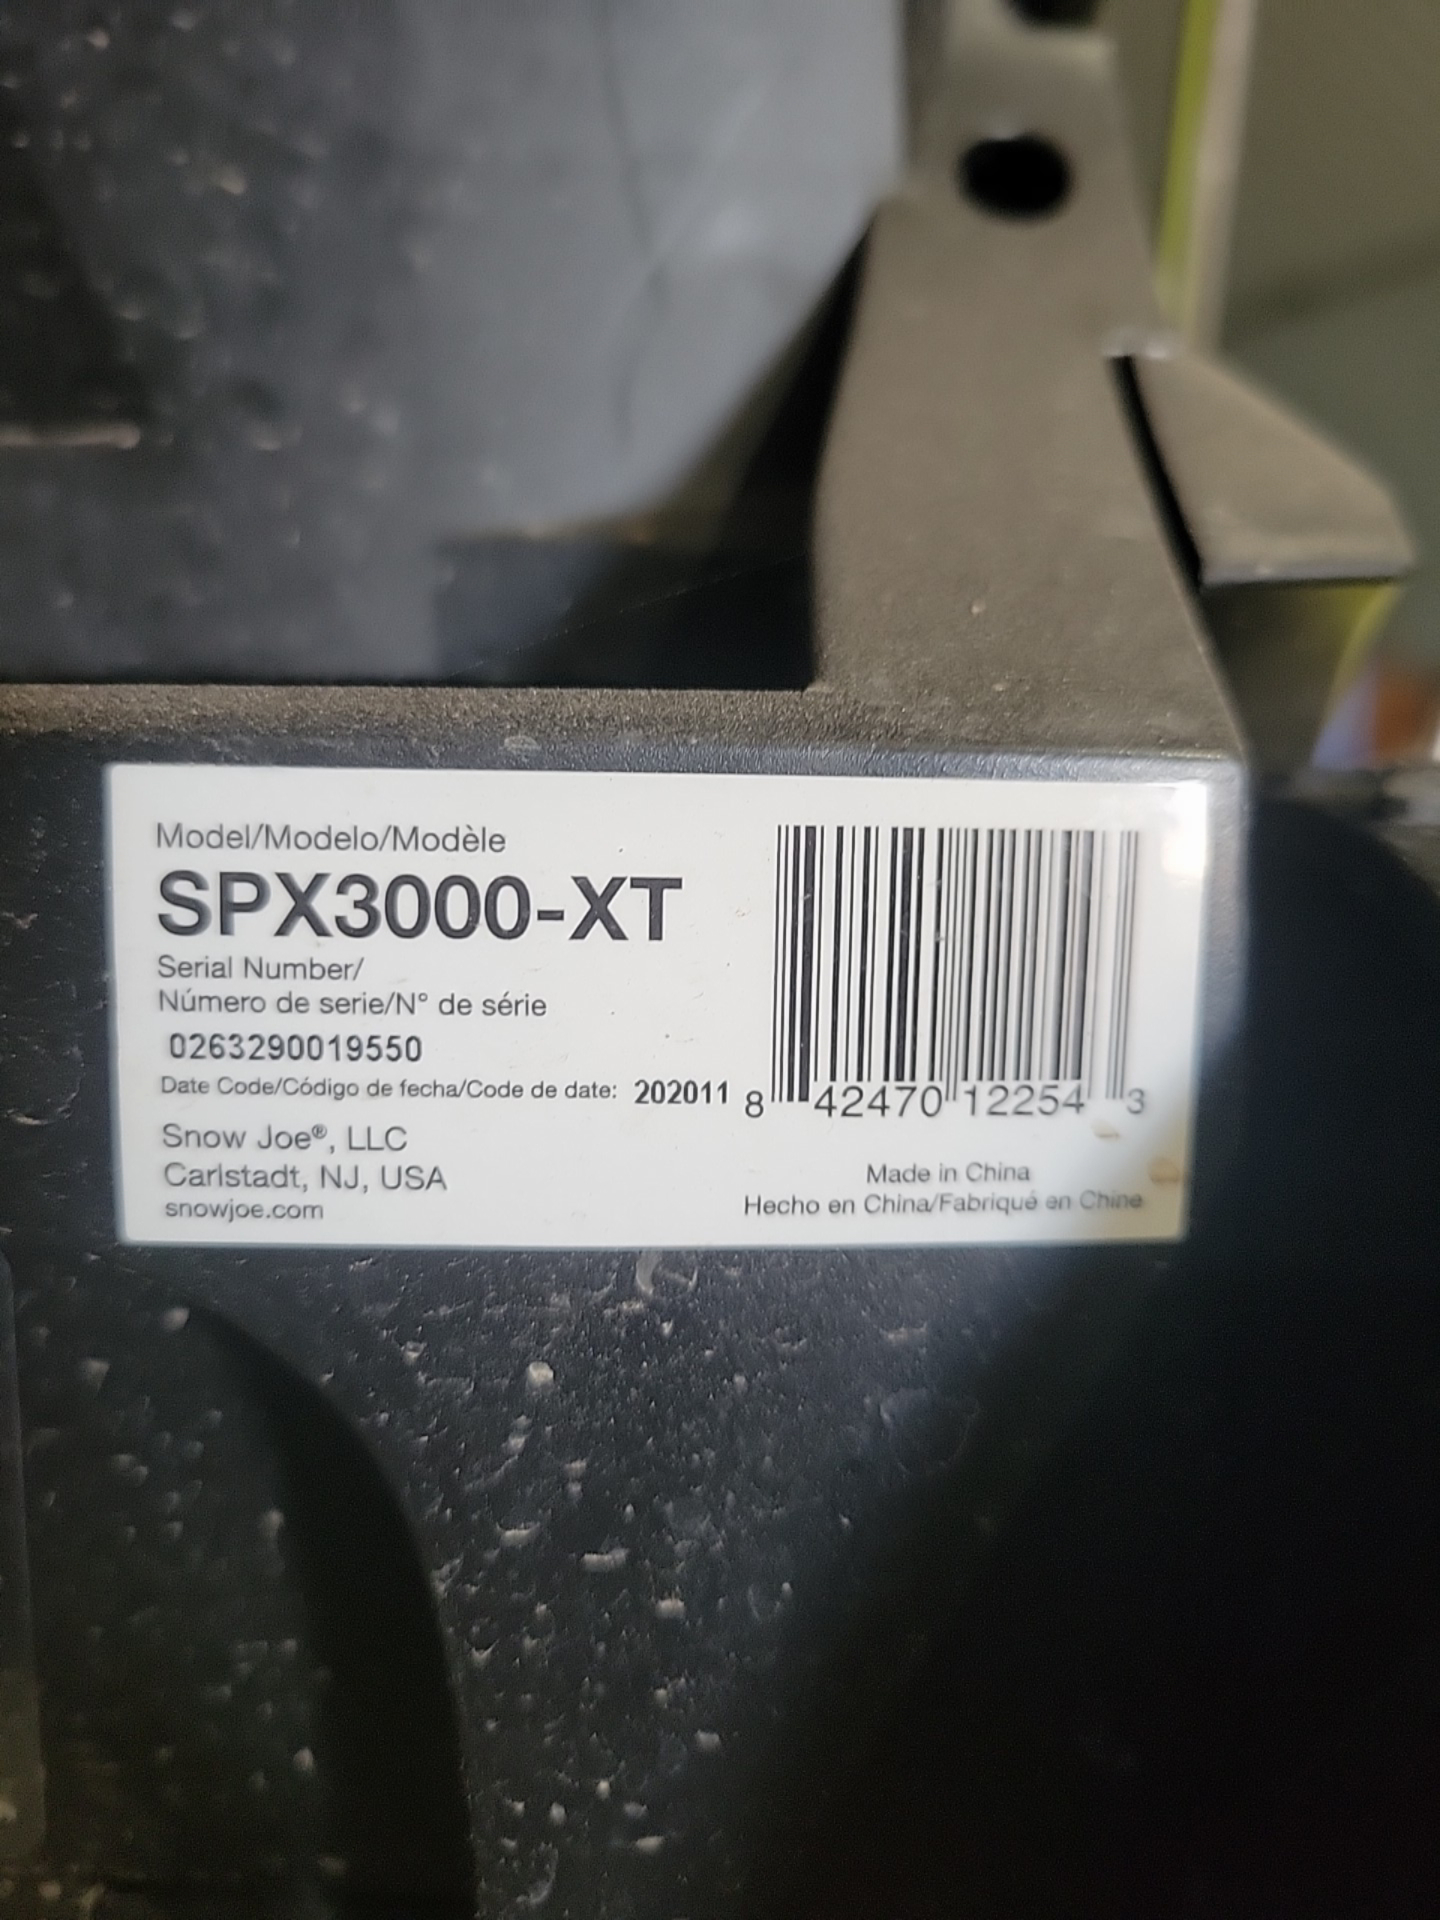 Model/Modelo/Modèle
SPX3000-XT
Serial Number/
Número de serie/N° de série
0263290019550
Date Code/Código de fecha/Code de date: 202011
Snow Joe®, LLC
Carlstadt, NJ, USA
snowjoe.com
8 42470 12254 3
Made in China
Hecho en China/Fabriqué en Chine